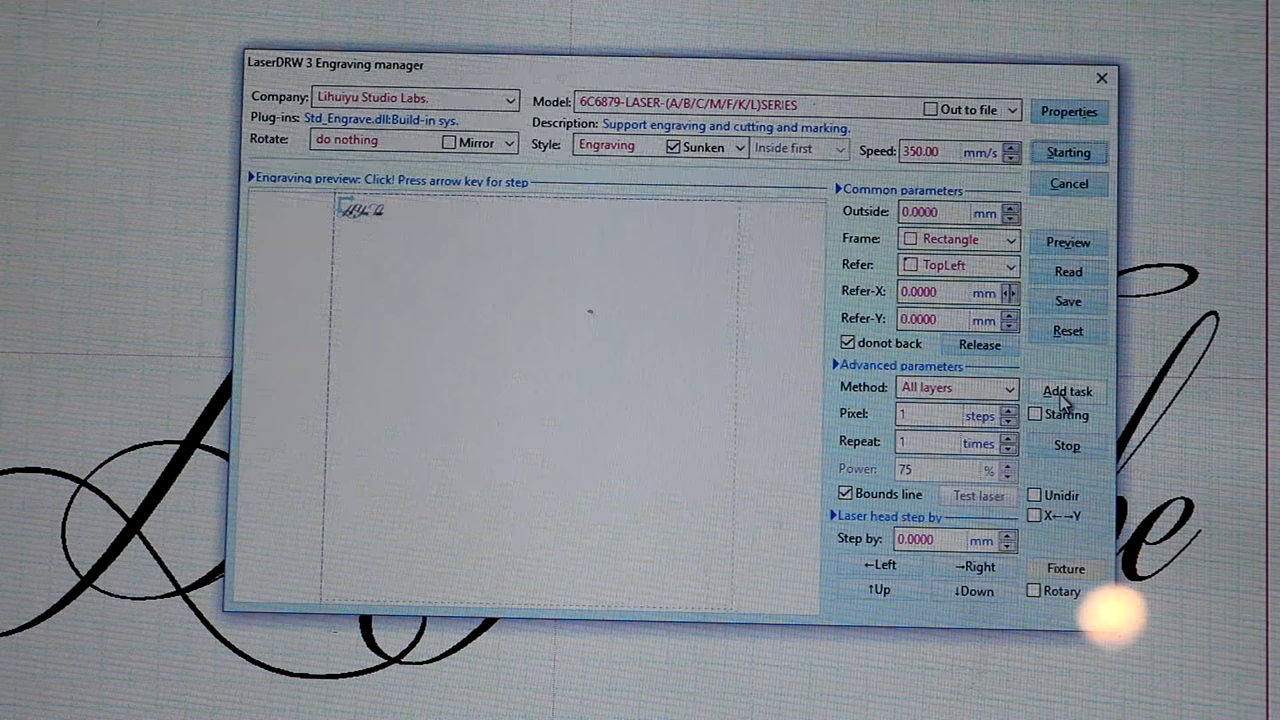 LaserDRW 3 Engraving manager
Company: Lihuiyu Studio Labs. Model: 6C6879-LASER-(A/B/C/M/F/K/L)SERIES Out to file Properties
Plug-ins: Std_Engrave.dll:Build-in sys. Description: Support engraving and cutting and marking.
Rotate: do nothing Mirror Style: Engraving Sunken Inside first Speed: 350.00 mm/s Starting
Engraving preview: Click! Press arrow key for step Common parameters Cancel
Outside: 0.0000 mm
Frame: Rectangle Preview
Refer: TopLeft Read
Refer-X: 0.0000 mm Save
Refer-Y: 0.0000 mm Reset
donot back Release
Advanced parameters
Method: All layers Add task
Pixel: 1 steps Starting
Repeat: 1 times Stop
Power: 75 %
Bounds line Test laser Unidir
Laser head step by X←→Y
Step by: 0.0000 mm
←Left →Right Fixture
↑Up ↓Down Rotary